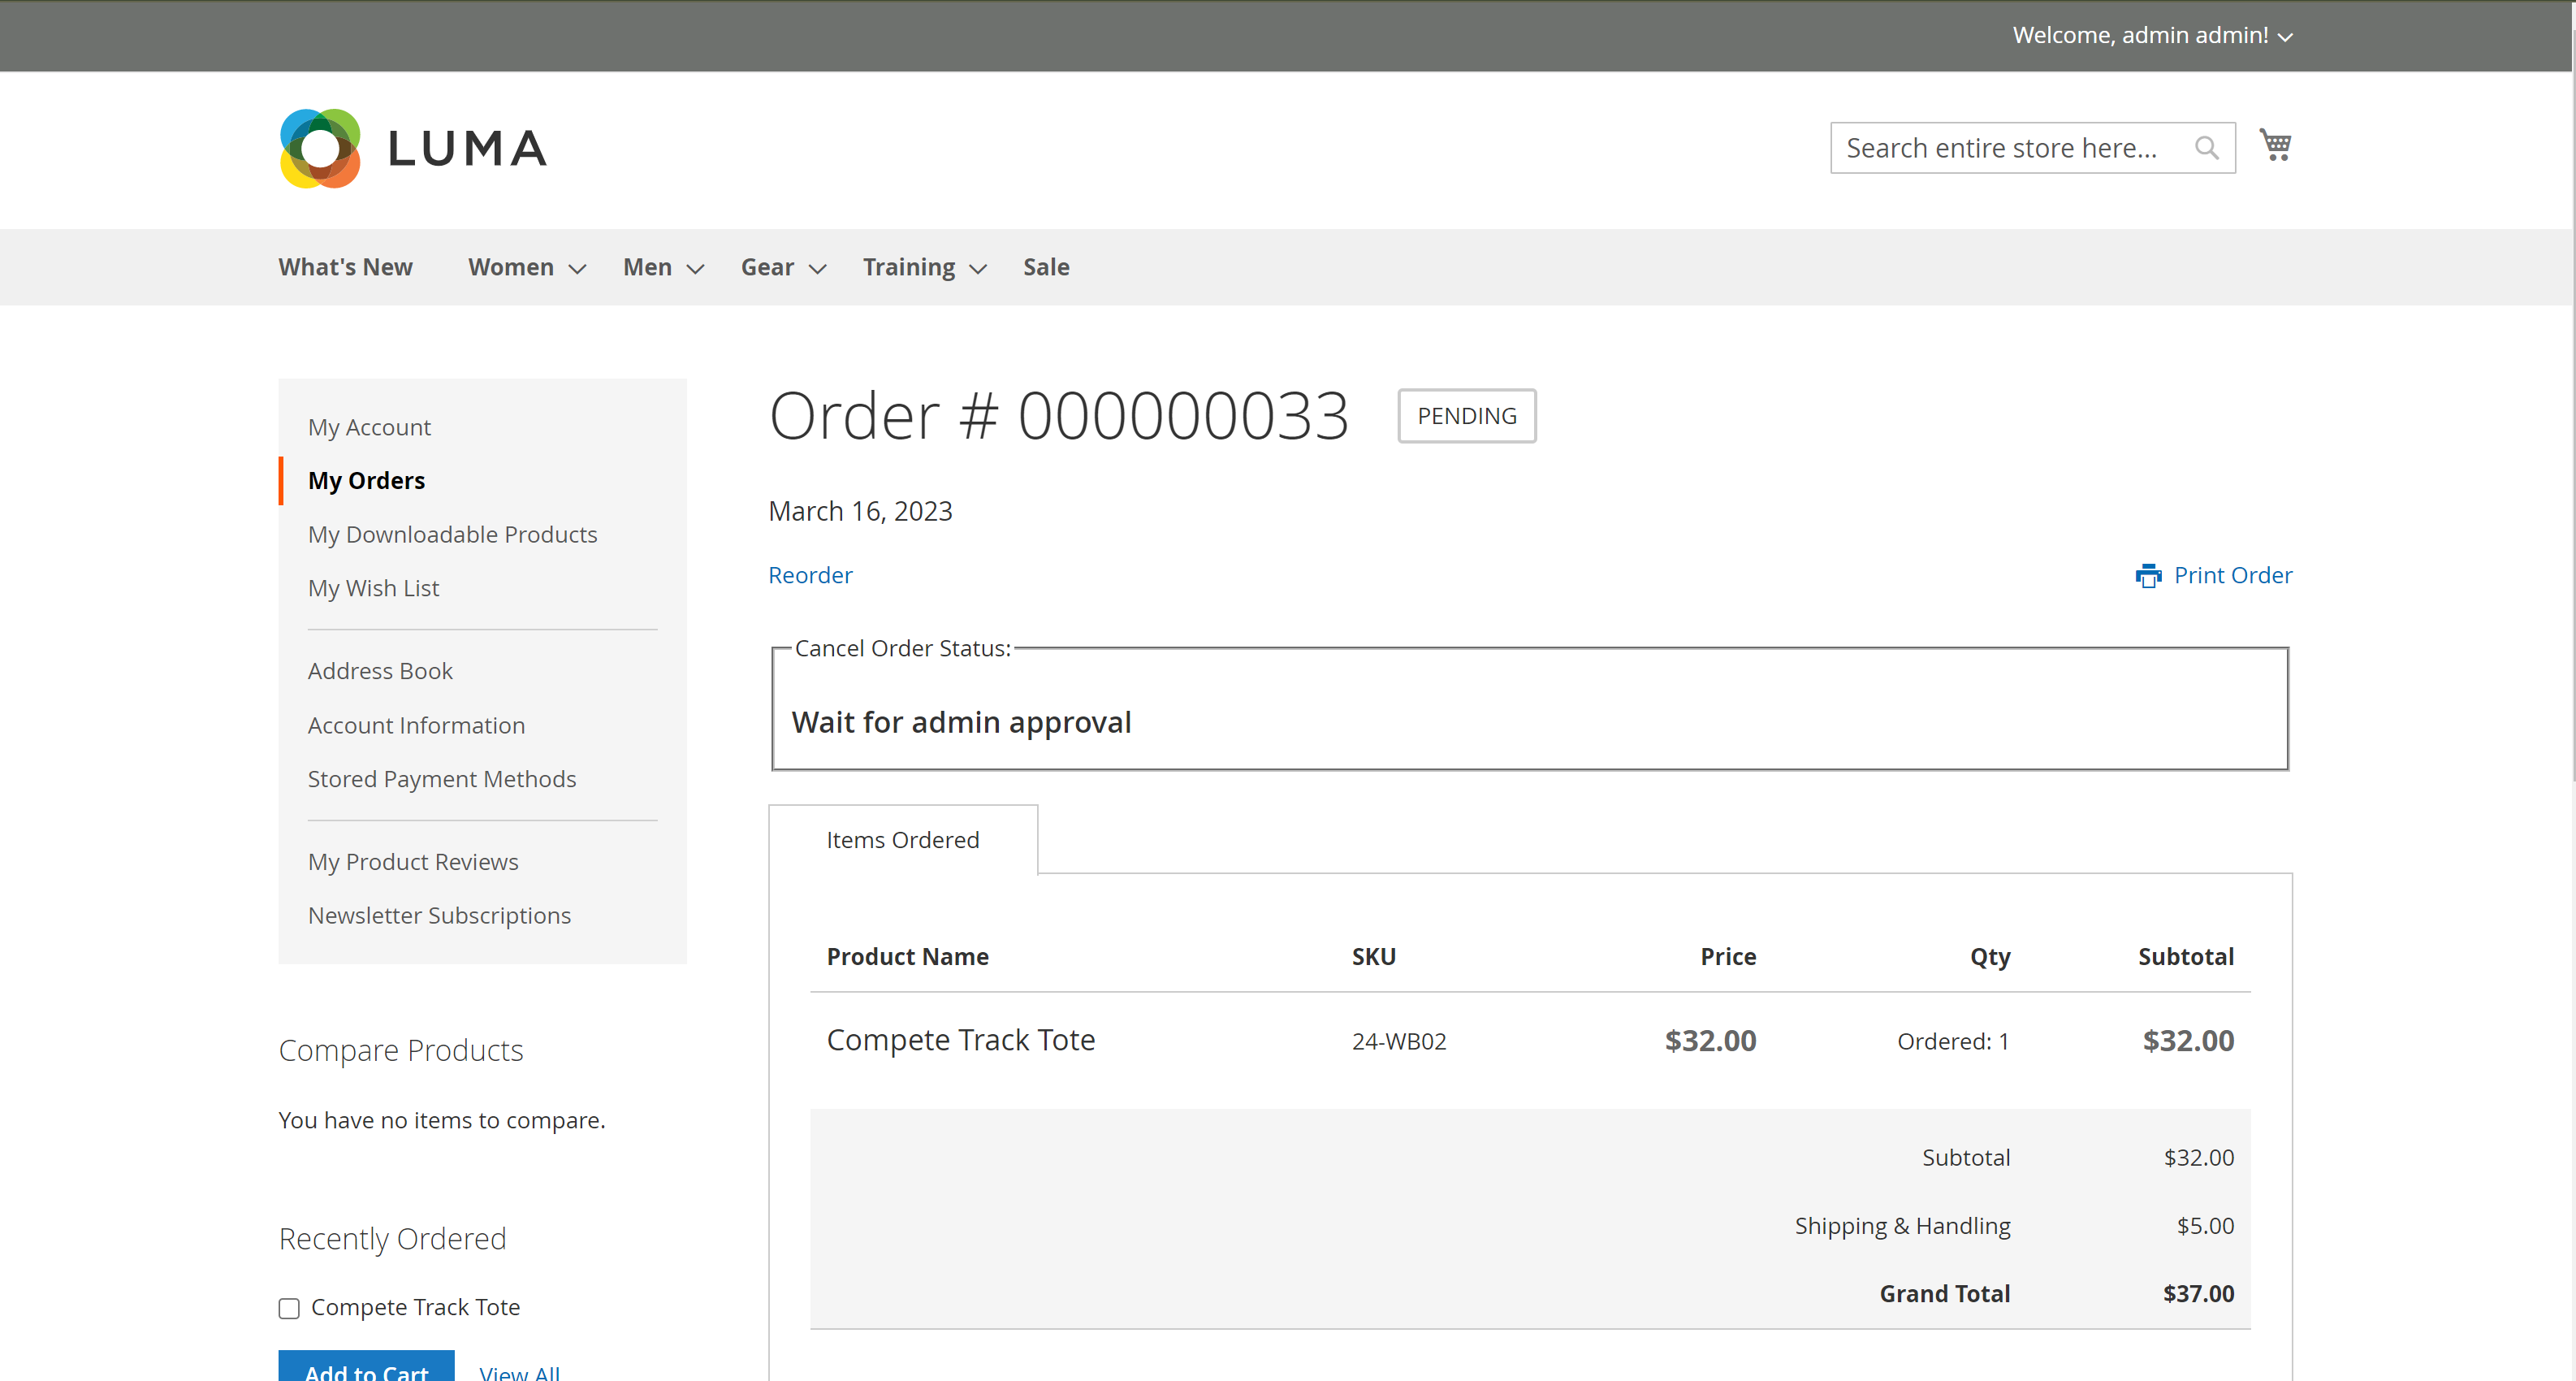 Welcome, admin admin!
LUMA
Search entire store here...
What's New Women Men Gear Training Sale
My Account
My Orders
My Downloadable Products
My Wish List
Address Book
Account Information
Stored Payment Methods
My Product Reviews
Newsletter Subscriptions
Compare Products
You have no items to compare.
Recently Ordered
Compete Track Tote
Add to Cart View All
Order # 000000033 PENDING
March 16, 2023
Reorder Print Order
Cancel Order Status:
Wait for admin approval
Items Ordered
Product Name SKU Price Qty Subtotal
Compete Track Tote 24-WB02 $32.00 Ordered: 1 $32.00
Subtotal $32.00
Shipping & Handling $5.00
Grand Total $37.00